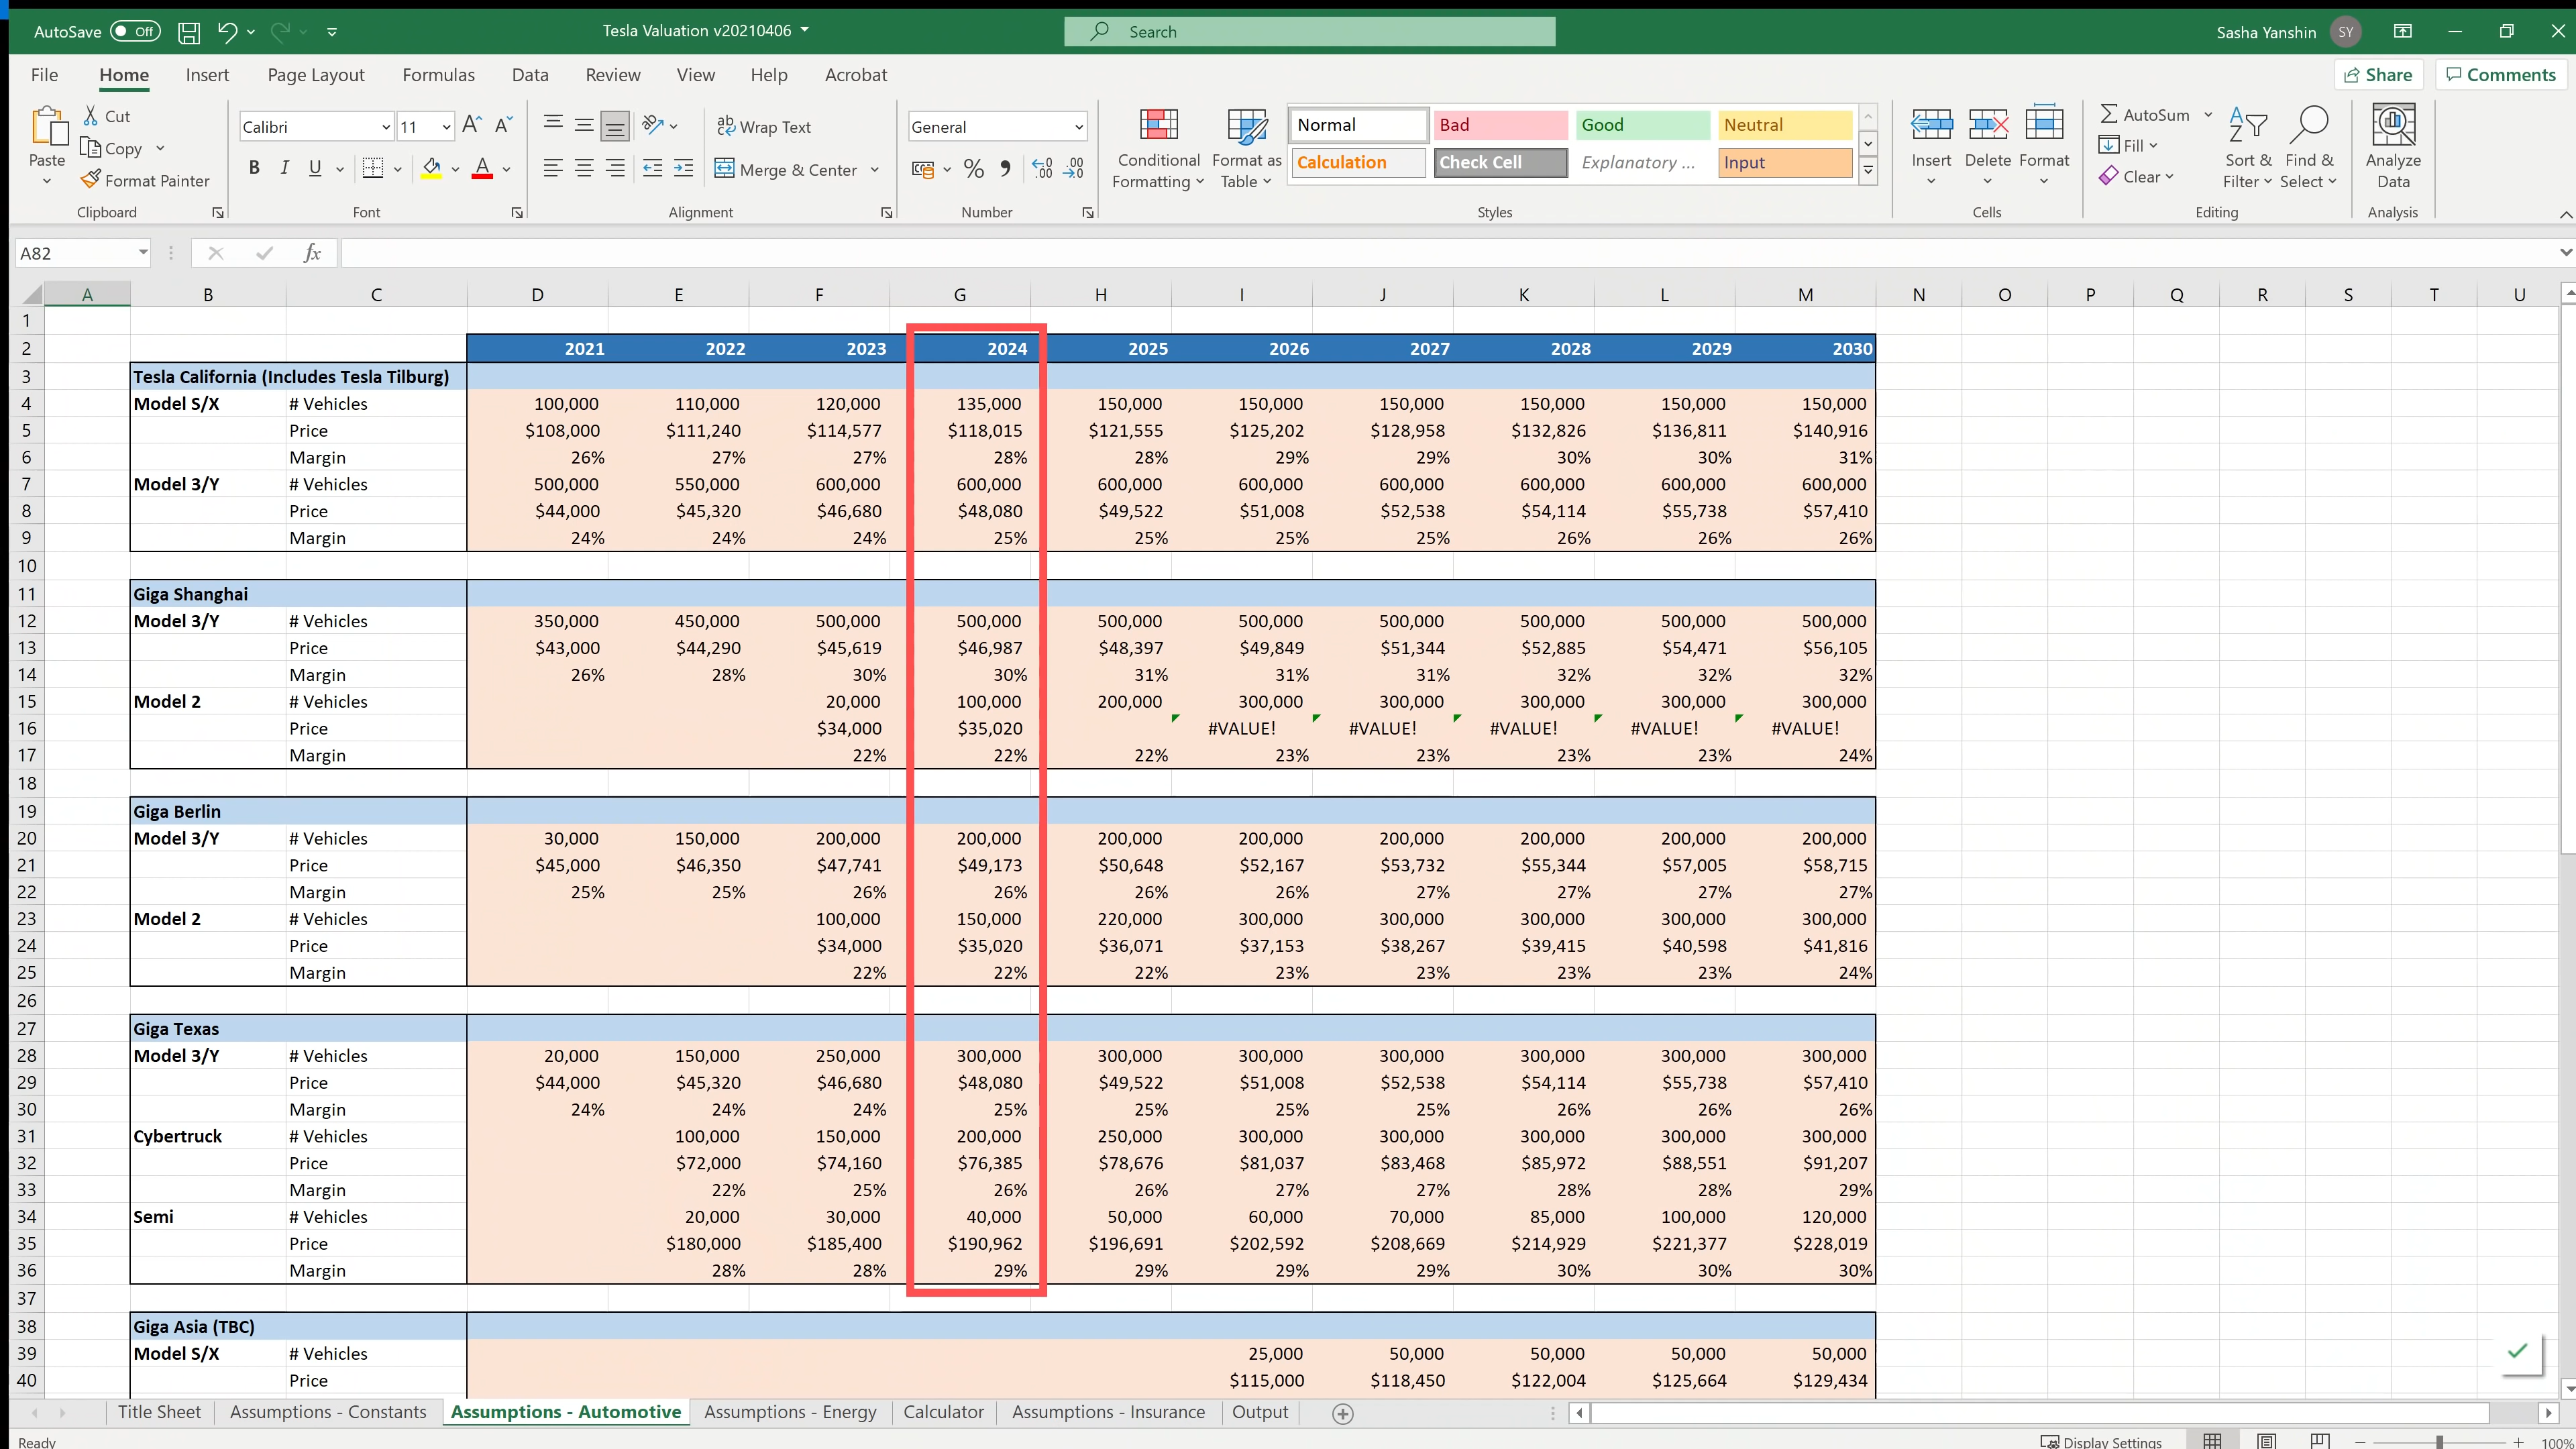 AutoSave Off Tesla Valuation v20210406 Search Sasha Yanshin SY
File Home Insert Page Layout Formulas Data Review View Help Acrobat Share Comments
Paste Cut Copy Format Painter Clipboard
Calibri 11 B I U A Font
ab Wrap Text Merge & Center Alignment
General % Number
Conditional Formatting Format as Table
Normal Bad Good Neutral
Calculation Check Cell Explanatory ... Input
Styles
Insert Delete Format Cells
AutoSum Fill Clear Sort & Filter Find & Select Editing
Analyze Data Analysis
A82 fx
A B C D E F G H I J K L M N O P Q R S T U
1
2 2021 2022 2023 2024 2025 2026 2027 2028 2029 2030
3 Tesla California (Includes Tesla Tilburg)
4 Model S/X # Vehicles 100,000 110,000 120,000 135,000 150,000 150,000 150,000 150,000 150,000 150,000
5 Price $108,000 $111,240 $114,577 $118,015 $121,555 $125,202 $128,958 $132,826 $136,811 $140,916
6 Margin 26% 27% 27% 28% 28% 29% 29% 30% 30% 31%
7 Model 3/Y # Vehicles 500,000 550,000 600,000 600,000 600,000 600,000 600,000 600,000 600,000 600,000
8 Price $44,000 $45,320 $46,680 $48,080 $49,522 $51,008 $52,538 $54,114 $55,738 $57,410
9 Margin 24% 24% 24% 25% 25% 25% 25% 26% 26% 26%
10
11 Giga Shanghai
12 Model 3/Y # Vehicles 350,000 450,000 500,000 500,000 500,000 500,000 500,000 500,000 500,000 500,000
13 Price $43,000 $44,290 $45,619 $46,987 $48,397 $49,849 $51,344 $52,885 $54,471 $56,105
14 Margin 26% 28% 30% 30% 31% 31% 31% 32% 32% 32%
15 Model 2 # Vehicles 20,000 100,000 200,000 300,000 300,000 300,000 300,000 300,000
16 Price $34,000 $35,020 #VALUE! #VALUE! #VALUE! #VALUE! #VALUE!
17 Margin 22% 22% 22% 23% 23% 23% 23% 24%
18
19 Giga Berlin
20 Model 3/Y # Vehicles 30,000 150,000 200,000 200,000 200,000 200,000 200,000 200,000 200,000 200,000
21 Price $45,000 $46,350 $47,741 $49,173 $50,648 $52,167 $53,732 $55,344 $57,005 $58,715
22 Margin 25% 25% 26% 26% 26% 26% 27% 27% 27% 27%
23 Model 2 # Vehicles 100,000 150,000 220,000 300,000 300,000 300,000 300,000 300,000
24 Price $34,000 $35,020 $36,071 $37,153 $38,267 $39,415 $40,598 $41,816
25 Margin 22% 22% 22% 23% 23% 23% 23% 24%
26
27 Giga Texas
28 Model 3/Y # Vehicles 20,000 150,000 250,000 300,000 300,000 300,000 300,000 300,000 300,000 300,000
29 Price $44,000 $45,320 $46,680 $48,080 $49,522 $51,008 $52,538 $54,114 $55,738 $57,410
30 Margin 24% 24% 24% 25% 25% 25% 25% 26% 26% 26%
31 Cybertruck # Vehicles 100,000 150,000 200,000 250,000 300,000 300,000 300,000 300,000 300,000
32 Price $72,000 $74,160 $76,385 $78,676 $81,037 $83,468 $85,972 $88,551 $91,207
33 Margin 22% 25% 26% 26% 27% 27% 28% 28% 29%
34 Semi # Vehicles 20,000 30,000 40,000 50,000 60,000 70,000 85,000 100,000 120,000
35 Price $180,000 $185,400 $190,962 $196,691 $202,592 $208,669 $214,929 $221,377 $228,019
36 Margin 28% 28% 29% 29% 29% 29% 30% 30% 30%
37
38 Giga Asia (TBC)
39 Model S/X # Vehicles 25,000 50,000 50,000 50,000 50,000
40 Price $115,000 $118,450 $122,004 $125,664 $129,434
Title Sheet Assumptions - Constants Assumptions - Automotive Assumptions - Energy Calculator Assumptions - Insurance Output
Ready Display Settings 100%